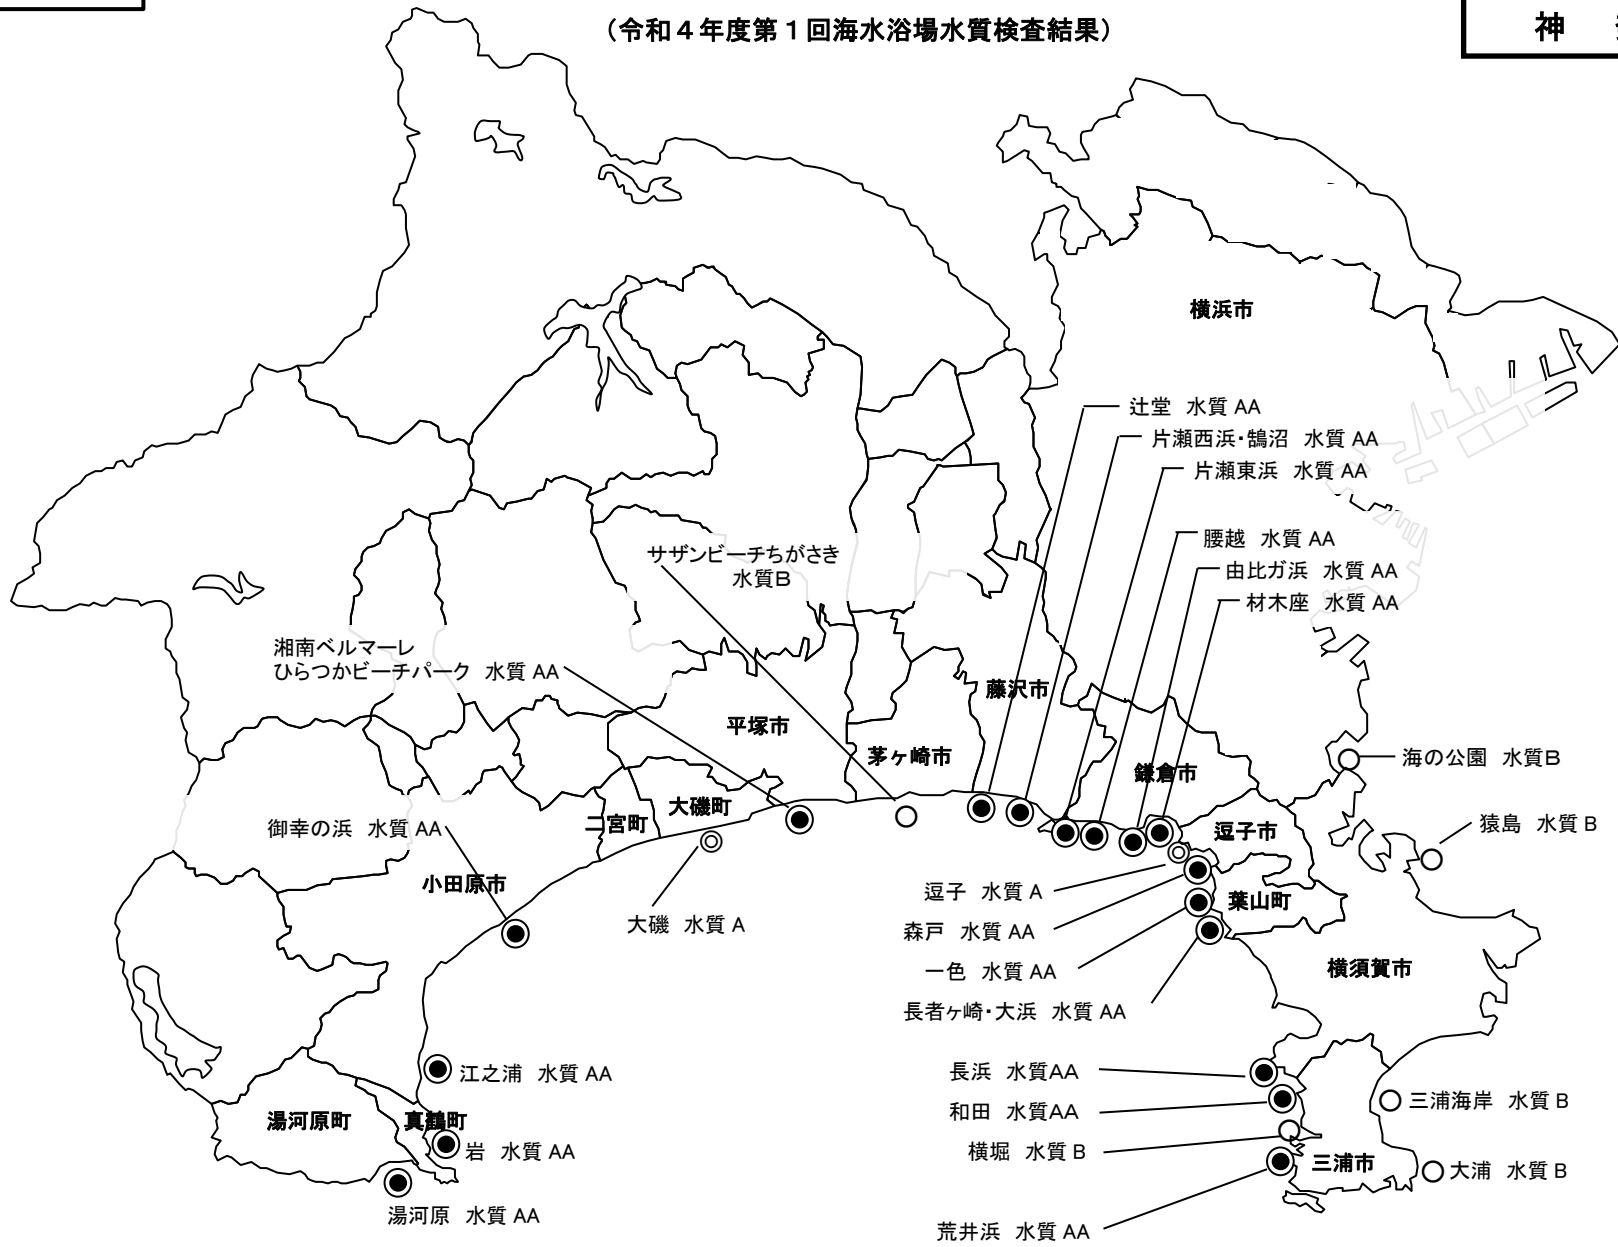 (令和４年度第１回海水浴場水質検査結果)
神
横浜市
辻堂 水質 AA
片瀬西浜・鵠沼 水質 AA
片瀬東浜 水質 AA
腰越 水質 AA
由比ガ浜 水質 AA
材木座 水質 AA
サザンビーチちがさき
水質B
湘南ベルマーレ
ひらつかビーチパーク 水質 AA
藤沢市
平塚市
茅ヶ崎市
鎌倉市
海の公園 水質B
大磯町
二宮町
逗子市
猿島 水質 B
御幸の浜 水質 AA
小田原市
逗子 水質 A
葉山町
大磯 水質 A
森戸 水質 AA
一色 水質 AA
横須賀市
長者ヶ崎・大浜 水質 AA
江之浦 水質 AA
長浜 水質AA
和田 水質AA
三浦海岸 水質 B
湯河原町
真鶴町
岩 水質 AA
横堀 水質 B
三浦市
大浦 水質 B
湯河原 水質 AA
荒井浜 水質 AA